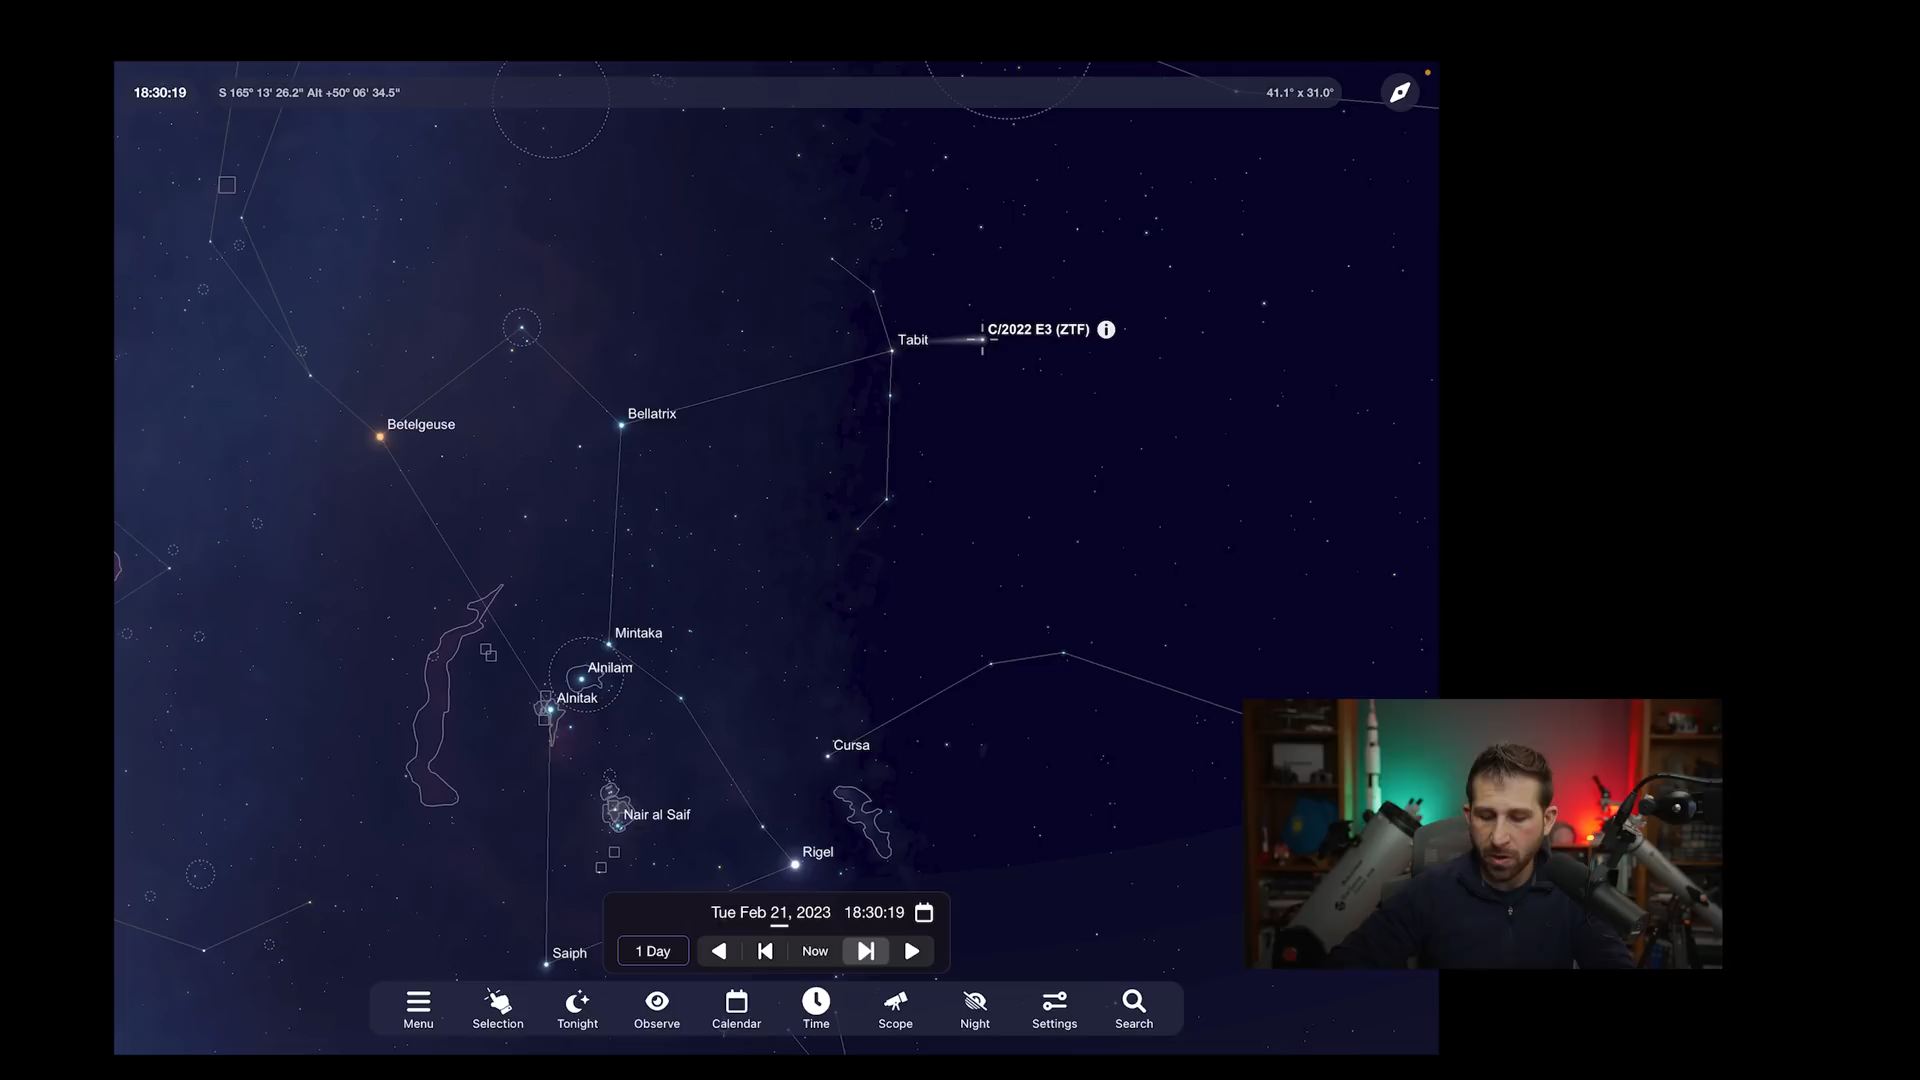 18:30:19
S 165° 13' 26.2" Alt +50° 06' 34.5"
41.1° x 31.0°
C/2022 E3 (ZTF)
Tabit
Bellatrix
Betelgeuse
Mintaka
Alnilam
Alnitak
Cursa
Nair al Saif
Rigel
Tue Feb 21, 2023 18:30:19
1 Day
Now
Saiph
Menu
Selection
Tonight
Observe
Calendar
Time
Scope
Night
Settings
Search